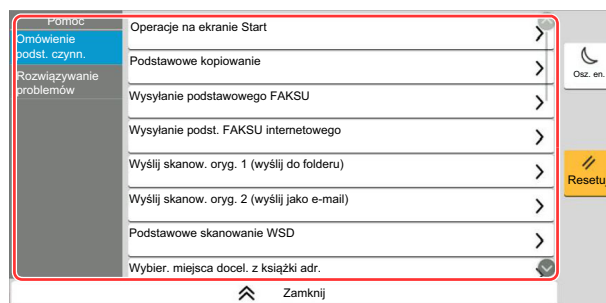 Pomoc
Omówienie
podst. czynn.
Rozwiązywanie
problemów
Operacje na ekranie Start
Podstawowe kopiowanie
Wysyłanie podstawowego FAKSU
Wysyłanie podst. FAKSU internetowego
Wyślij skanow. oryg. 1 (wyślij do folderu)
Wyślij skanow. oryg. 2 (wyślij jako e-mail)
Podstawowe skanowanie WSD
Wybier. miejsca docel. z książki adr.
Zamknij
Osz. en.
Resetuj